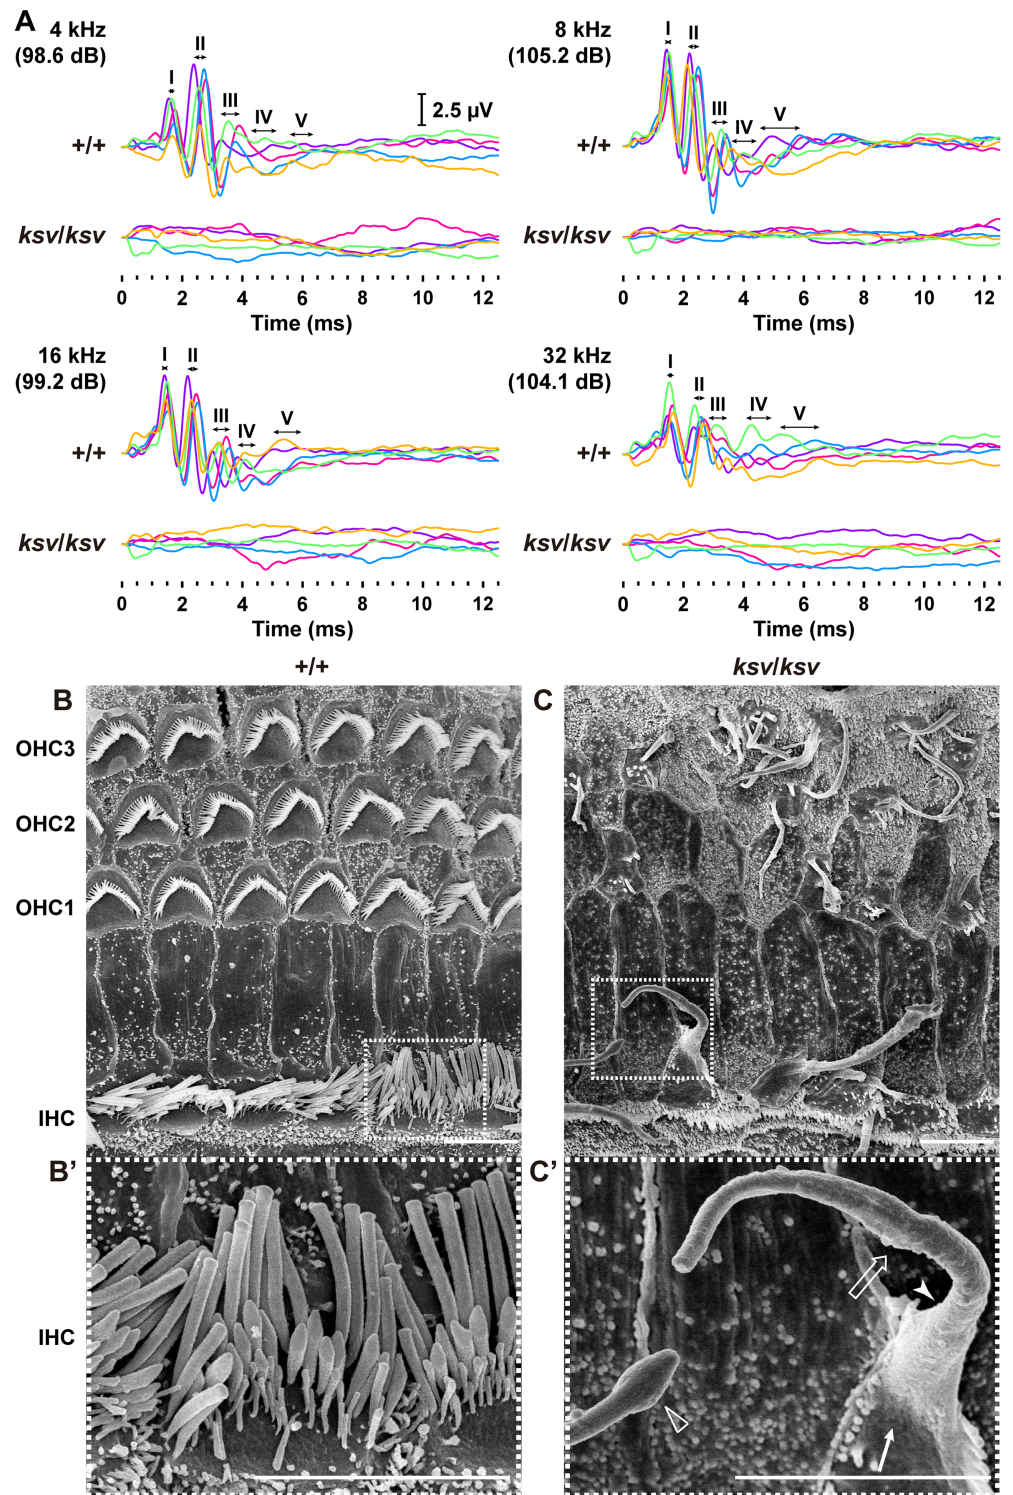 A
4 kHz
(98.6 dB)
I
II
III
IV
V
2.5 µV
+/+
ksv/ksv
0 2 4 6 8 10 12
Time (ms)
8 kHz
(105.2 dB)
I
II
III
IV
V
+/+
ksv/ksv
0 2 4 6 8 10 12
Time (ms)
16 kHz
(99.2 dB)
I
II
III
IV
V
+/+
ksv/ksv
0 2 4 6 8 10 12
Time (ms)
32 kHz
(104.1 dB)
I
II
III
IV
V
+/+
ksv/ksv
0 2 4 6 8 10 12
Time (ms)
+/+
ksv/ksv
B
OHC3
OHC2
OHC1
IHC
C
B’
IHC
C’